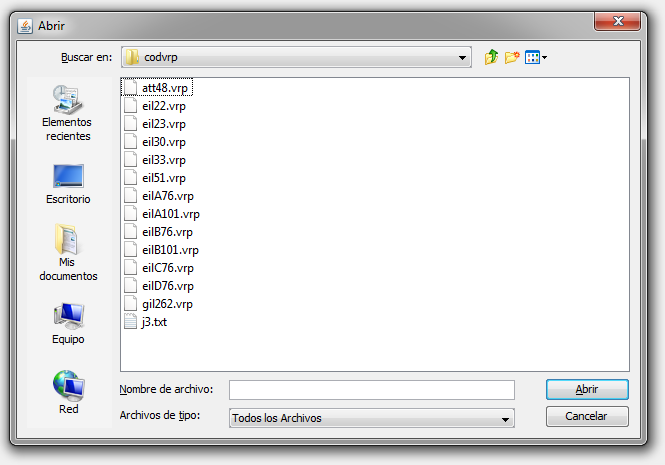 Abrir
Buscar en: codvrp
Elementos
recientes
Escritorio
Mis
documentos
Equipo
Red
att48.vrp
eil22.vrp
eil23.vrp
eil30.vrp
eil33.vrp
eil51.vrp
eilA76.vrp
eilA101.vrp
eilB76.vrp
eilB101.vrp
eilC76.vrp
eilD76.vrp
gil262.vrp
j3.txt
Nombre de archivo:
Abrir
Archivos de tipo: Todos los Archivos
Cancelar